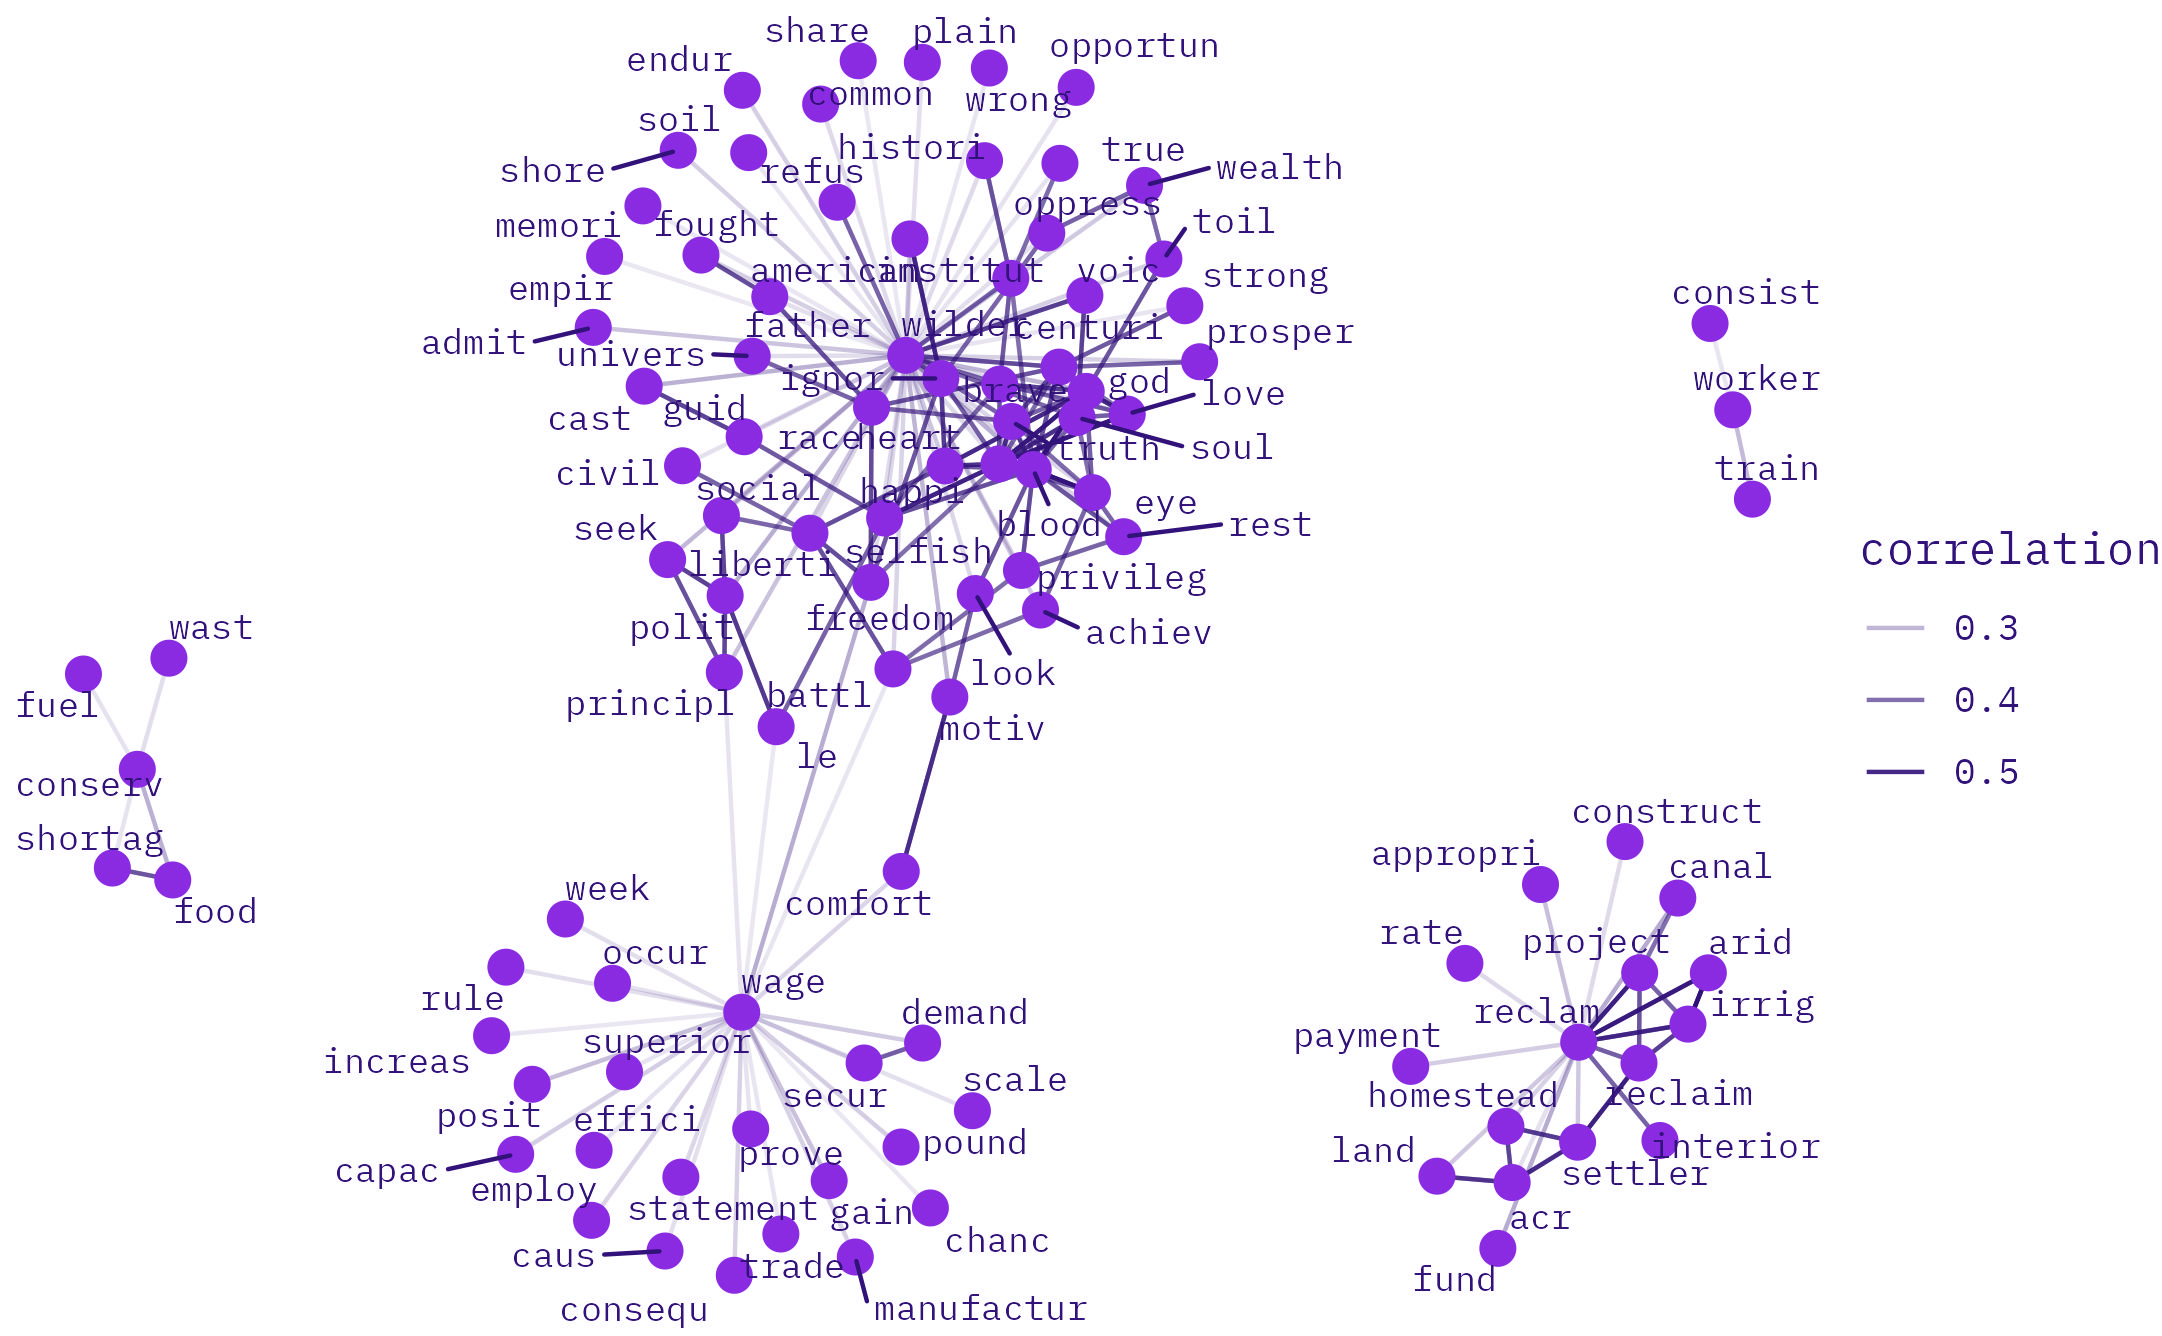 share
plain
opportun
endur
common
wrong
soil
histori
true
shore
refus
wealth
oppress
memori
fought
toil
american
institut
voic
strong
empir
father
wilder
centuri
prosper
admit
univers
ignor
brave
god
love
cast
guid
race
heart
truth
soul
civil
social
happi
eye
seek
blood
rest
liberti
selfish
privileg
polit
freedom
achiev
look
principl
battl
motiv
le
consist
worker
train
correlation
0.3
0.4
0.5
wast
fuel
conserv
shortag
food
week
comfort
occur
wage
rule
demand
superior
increas
secur
scale
posit
effici
prove
pound
capac
employ
statement
gain
chanc
caus
trade
consequ
manufactur
construct
appropri
canal
rate
project
arid
reclam
irrig
payment
homestead
reclaim
land
interior
settler
acr
fund